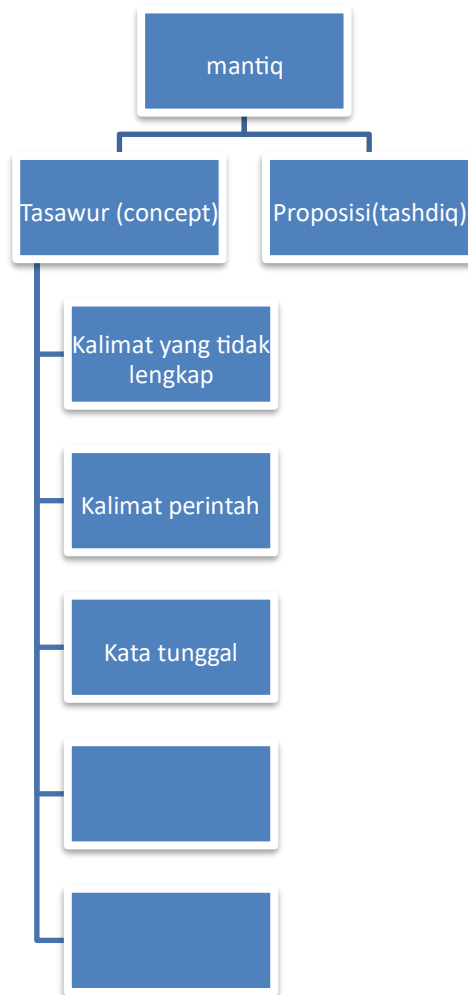 mantiq
Tasawur (concept)
Proposisi(tashdiq)
Kalimat yang tidak
lengkap
Kalimat perintah
Kata tunggal